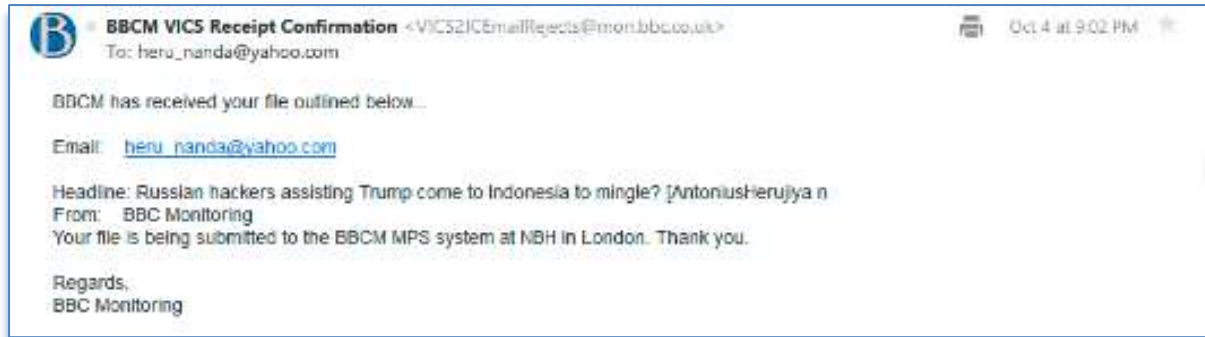 B
BBCM VICS Receipt Confirmation <VICS2ICEmailRejects@mon.bbc.co.uk>
Oct 4 at 9:02 PM
To: heru_nanda@yahoo.com
BBCM has received your file outlined below...
Email: heru_nanda@yahoo.com
Headline: Russian hackers assisting Trump come to Indonesia to mingle? [AntoniusHerujiya n
From: BBC Monitoring
Your file is being submitted to the BBCM MPS system at NBH in London. Thank you.
Regards,
BBC Monitoring